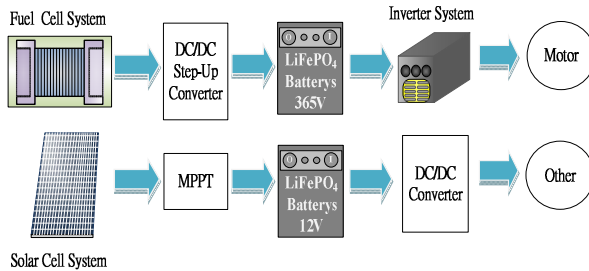 Fuel Cell System
DC/DC
Step-Up
Converter
LiFePO4
Batterys
365V
Inverter System
Motor
Solar Cell System
MPPT
LiFePO4
Batterys
12V
DC/DC
Converter
Other